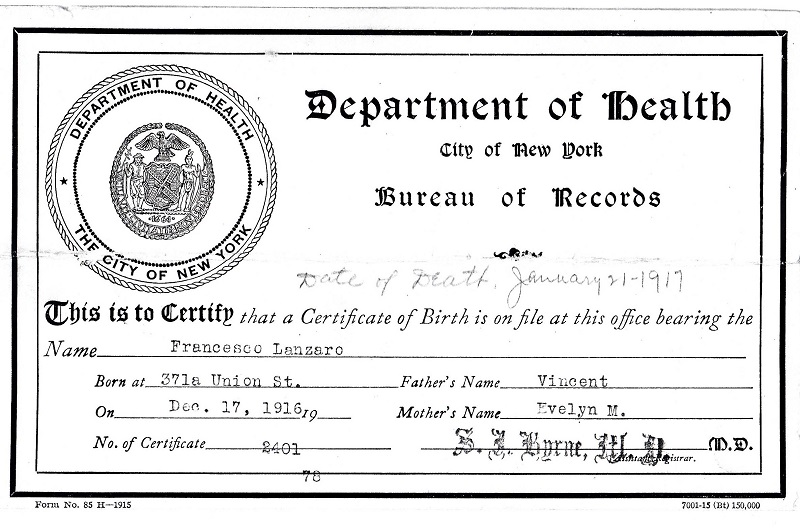 DEPARTMENT OF HEALTH
THE CITY OF NEW YORK
Department of Health
City of New York
Bureau of Records
Date of Death, January 21-1917
This is to Certify that a Certificate of Birth is on file at this office bearing the
Name Francesco Lanzaro
Born at 371a Union St. Father's Name Vincent
On Dec. 17, 1916, 19 Mother's Name Evelyn M.
No. of Certificate 2401 S. J. Byrne, M. D. M.D.
Registrar.
78
Form No. 85 H—1915 7001-15 (Bt) 150,000